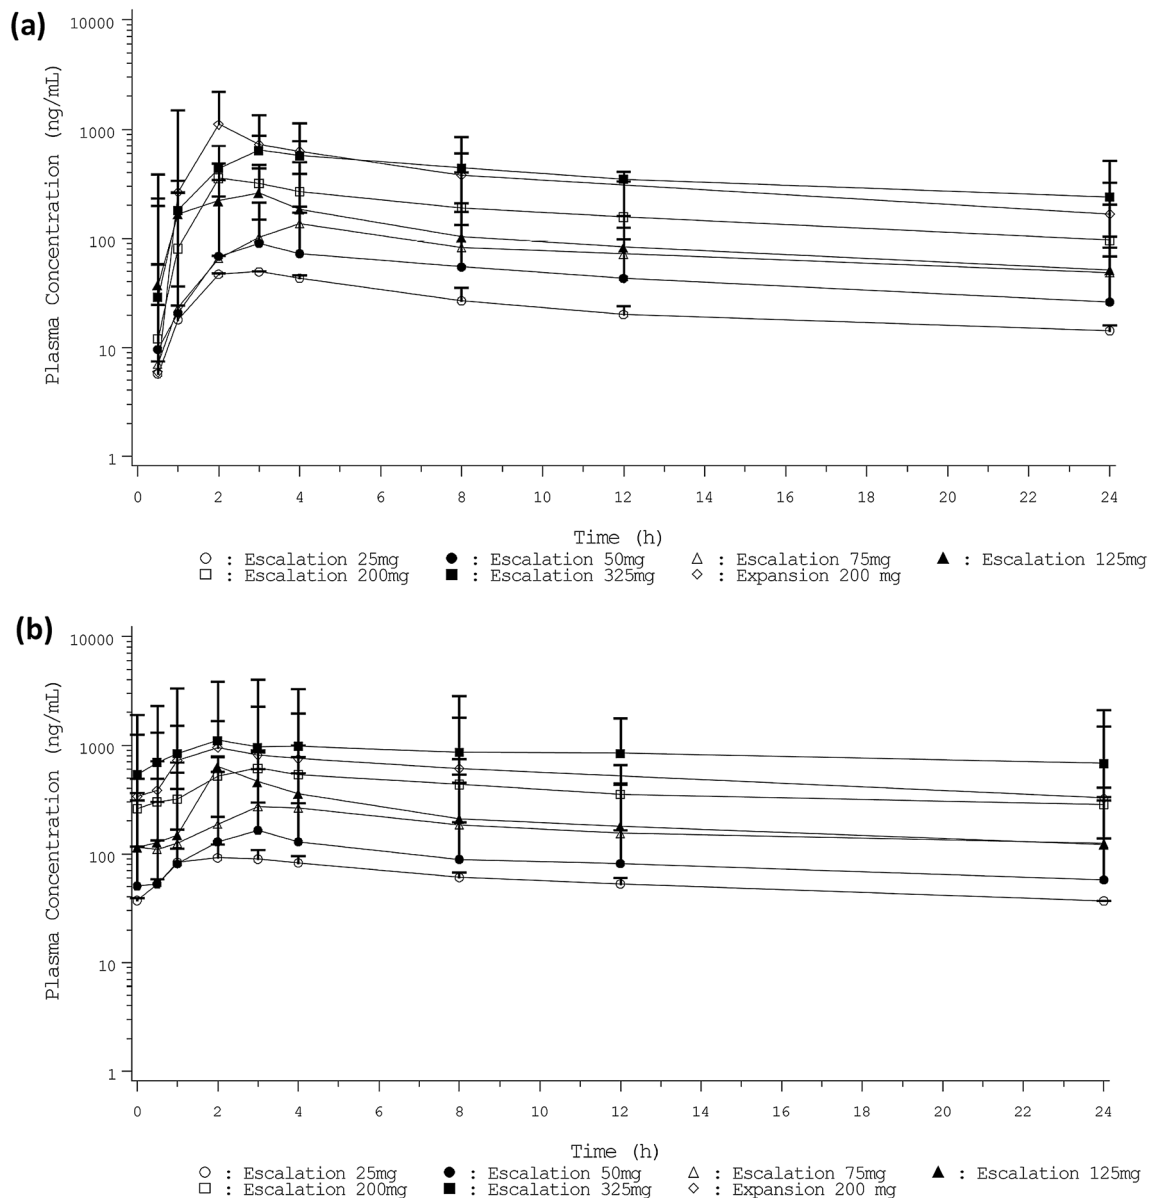 (a)
10000
1000
100
10
1
Plasma Concentration (ng/mL)
0 2 4 8 10 12 14 16 18 20 22 24
Time (h)
: Escalation 25mg : Escalation 50mg : Escalation 75mg : Escalation 125mg
: Escalation 200mg : Escalation 325mg : Expansion 200 mg
(b)
10000
1000
100
10
1
Plasma Concentration (ng/mL)
0 2 4 8 10 12 14 16 18 20 22 24
Time (h)
: Escalation 25mg : Escalation 50mg : Escalation 75mg : Escalation 125mg
: Escalation 200mg : Escalation 325mg : Expansion 200 mg